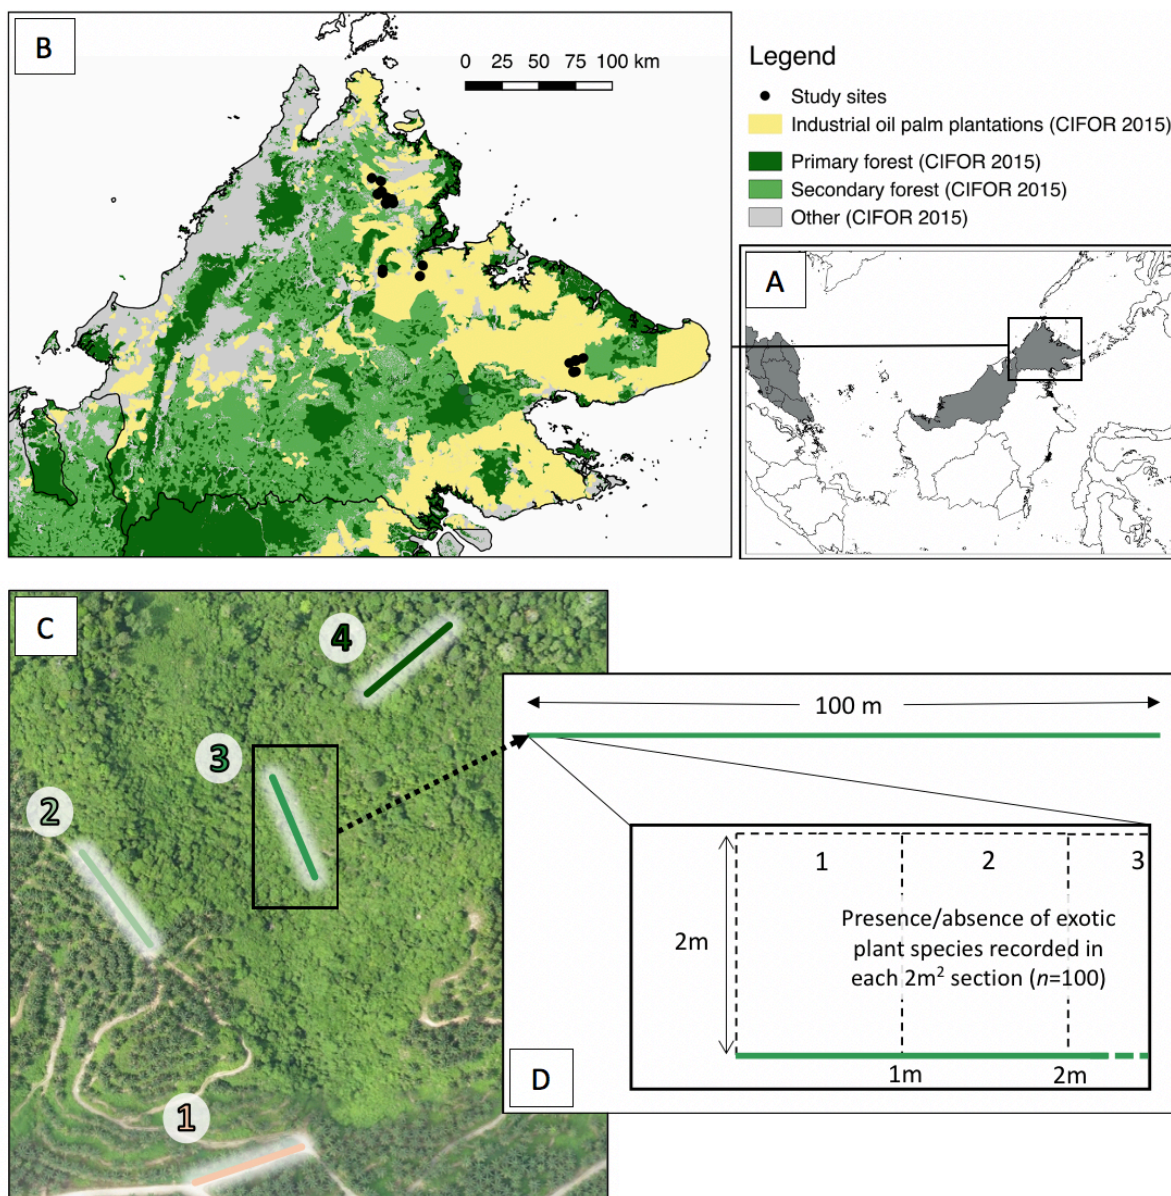 B
0 25 50 75 100 km
Legend
Study sites
Industrial oil palm plantations (CIFOR 2015)
Primary forest (CIFOR 2015)
Secondary forest (CIFOR 2015)
Other (CIFOR 2015)
A
C
4
3
2
1
100 m
1 2 3
2m
Presence/absence of exotic
plant species recorded in
each 2m² section (n=100)
1m 2m
D